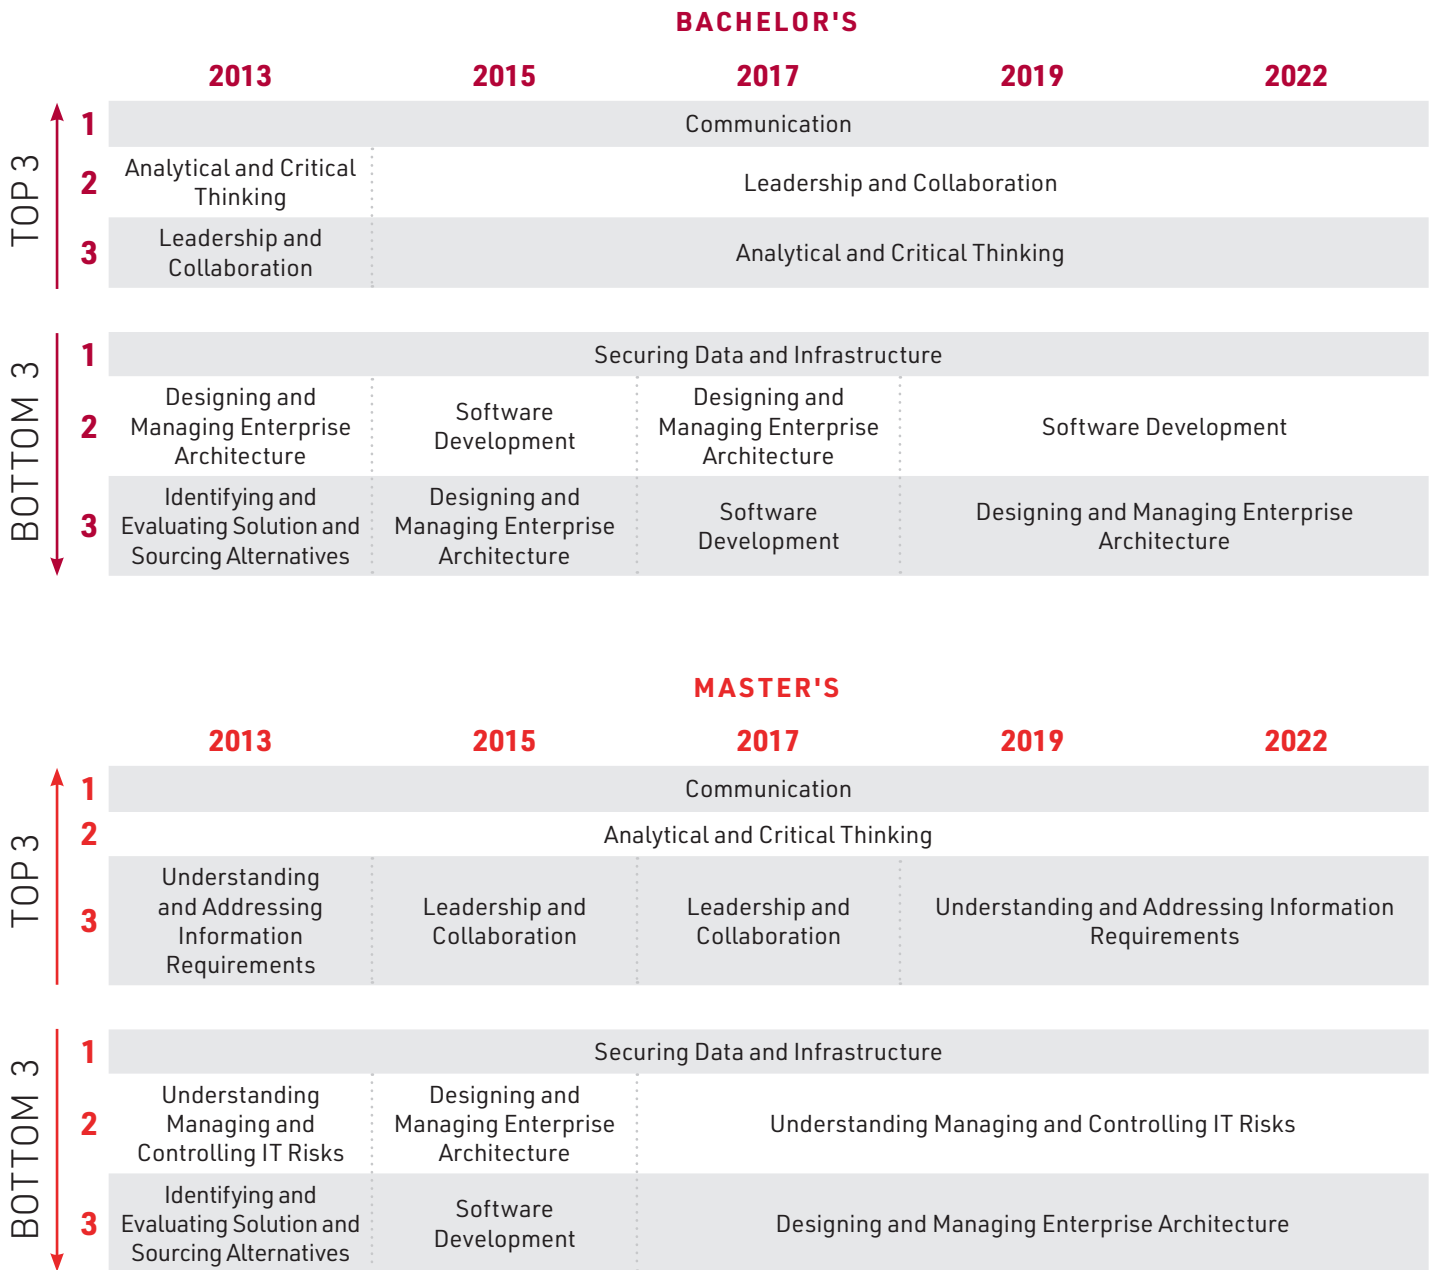 BACHELOR'S
2013 2015 2017 2019 2022
TOP 3
1 Communication
2 Analytical and Critical
Thinking
Leadership and Collaboration
3 Leadership and
Collaboration
Analytical and Critical Thinking
BOTTOM 3
1 Securing Data and Infrastructure
2 Designing and
Managing Enterprise
Architecture
Software
Development
Designing and
Managing Enterprise
Architecture
Software Development
3 Identifying and
Evaluating Solution and
Sourcing Alternatives
Designing and
Managing Enterprise
Architecture
Software
Development
Designing and Managing Enterprise
Architecture
MASTER'S
2013 2015 2017 2019 2022
TOP 3
1 Communication
2 Analytical and Critical Thinking
3 Understanding
and Addressing
Information
Requirements
Leadership and
Collaboration
Leadership and
Collaboration
Understanding and Addressing Information
Requirements
BOTTOM 3
1 Securing Data and Infrastructure
2 Understanding
Managing and
Controlling IT Risks
Designing and
Managing Enterprise
Architecture
Understanding Managing and Controlling IT Risks
3 Identifying and
Evaluating Solution and
Sourcing Alternatives
Software
Development
Designing and Managing Enterprise Architecture